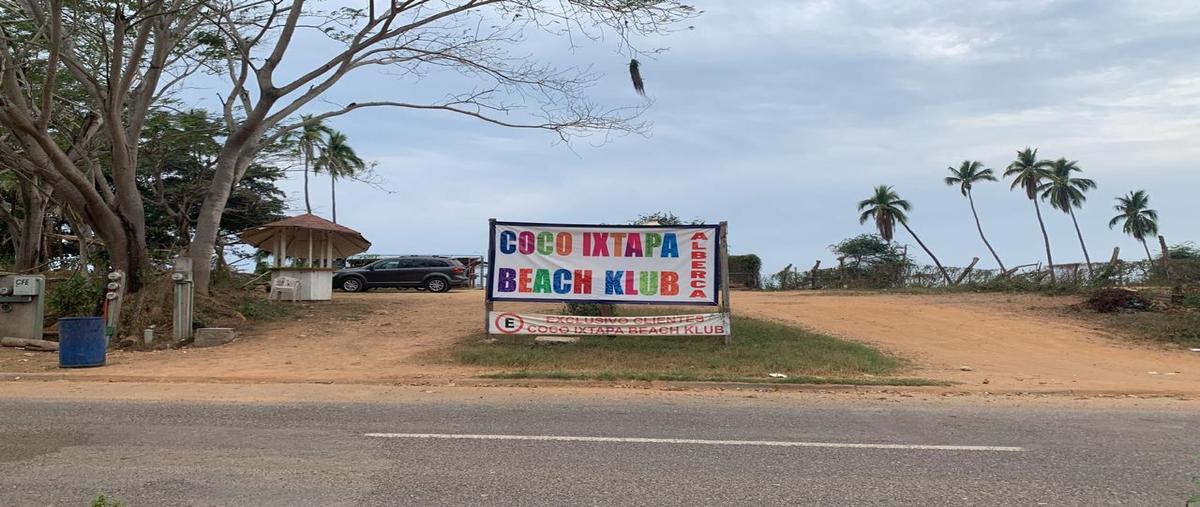 COCO IXTAPA
BEACH KLUB
ALBERCA
E EXCLUSIVO CLIENTES
COCO IXTAPA BEACH KLUB
CFE